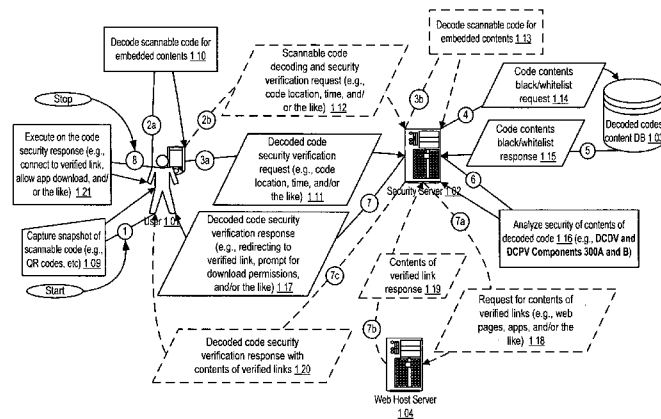 Decode scannable code for
embedded contents 1.10
Stop
2a
2b
Scannable code
decoding and security
verification request (e.g.,
code location, time, and/
or the like) 1.12
Decode scannable code for
embedded contents 1.13
3b
4
Code contents
black/whitelist
request 1.14
Decoded codes
content DB 1.03
Code contents
black/whitelist
response 1.15
5
Execute on the code
security response (e.g.,
connect to verified link,
allow app download, and/
or the like) 1.21
8
3a
Decoded code
security verification
request (e.g., code
location, time, and/or
the like) 1.11
Security Server 1.02
6
7
7a
User 1.01
Capture snapshot of
scannable code (e.g.,
QR codes, etc) 1.09
1
Start
Decoded code security
verification response
(e.g., redirecting to
verified link, prompt for
download permissions,
and/or the like) 1.17
7c
Contents of
verified link
response 1.19
Analyze security of contents of
decoded code 1.16 (e.g., DCDV and
DCPV Components 300A and B)
Request for contents of
verified links (e.g., web
pages, apps, and/or the
like) 1.18
7b
Decoded code security
verification response with
contents of verified links 1.20
Web Host Server
1.04